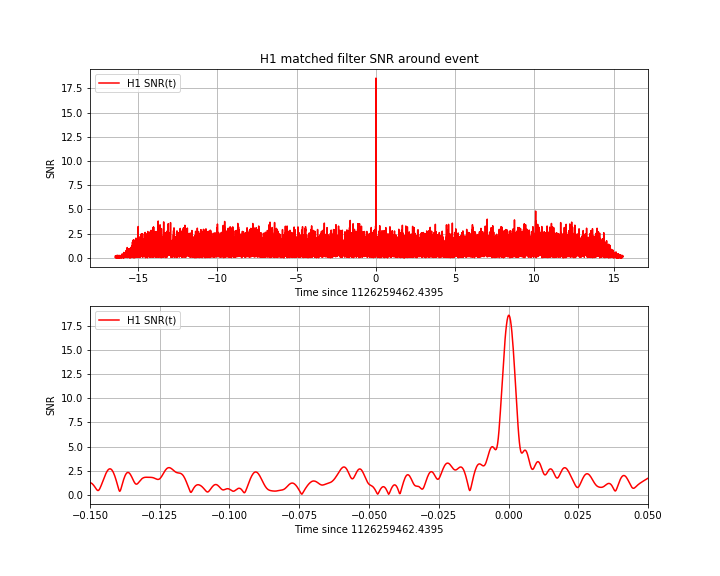 H1 matched filter SNR around event
H1 SNR(t)
17.5
15.0
12.5
10.0
7.5
5.0
2.5
0.0
SNR
−15 −10 −5 0 5 10 15
Time since 1126259462.4395
H1 SNR(t)
17.5
15.0
12.5
10.0
7.5
5.0
2.5
0.0
SNR
−0.150 −0.125 −0.100 −0.075 −0.050 −0.025 0.000 0.025 0.050
Time since 1126259462.4395